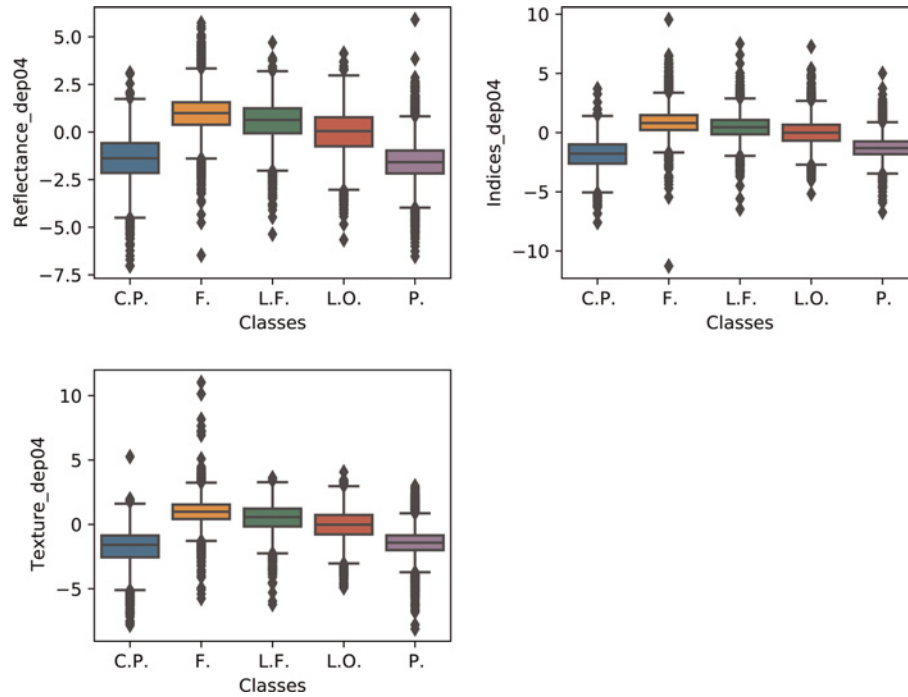 Reflectance_dep04
5.0
2.5
0.0
−2.5
−5.0
−7.5
C.P. F. L.F. L.O. P.
Classes
Indices_dep04
10
5
0
−5
−10
C.P. F. L.F. L.O. P.
Classes
Texture_dep04
10
5
0
−5
C.P. F. L.F. L.O. P.
Classes